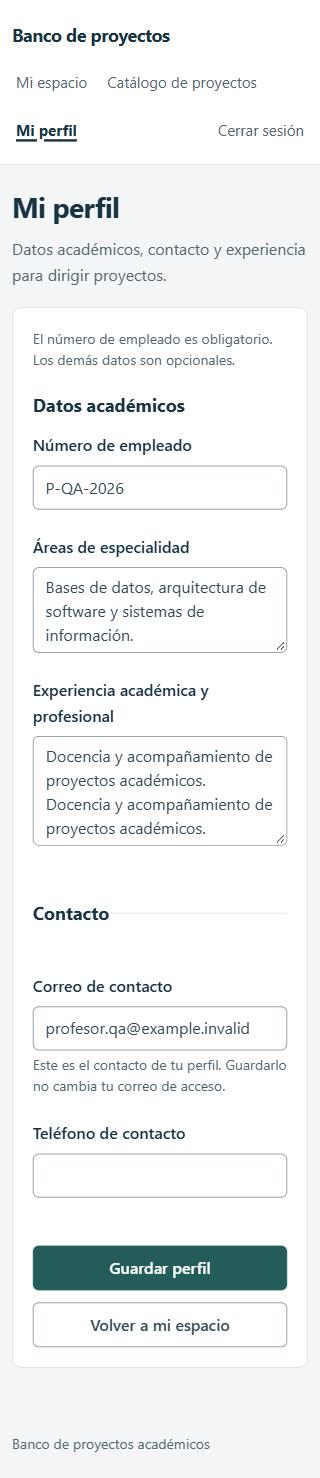 Banco de proyectos
Mi espacio Catálogo de proyectos
Mi perfil Cerrar sesión
Mi perfil
Datos académicos, contacto y experiencia
para dirigir proyectos.
El número de empleado es obligatorio.
Los demás datos son opcionales.
Datos académicos
Número de empleado
P-QA-2026
Áreas de especialidad
Bases de datos, arquitectura de
software y sistemas de
información.
Experiencia académica y
profesional
Docencia y acompañamiento de
proyectos académicos.
Docencia y acompañamiento de
proyectos académicos.
Contacto
Correo de contacto
profesor.qa@example.invalid
Este es el contacto de tu perfil. Guardarlo
no cambia tu correo de acceso.
Teléfono de contacto
Guardar perfil
Volver a mi espacio
Banco de proyectos académicos